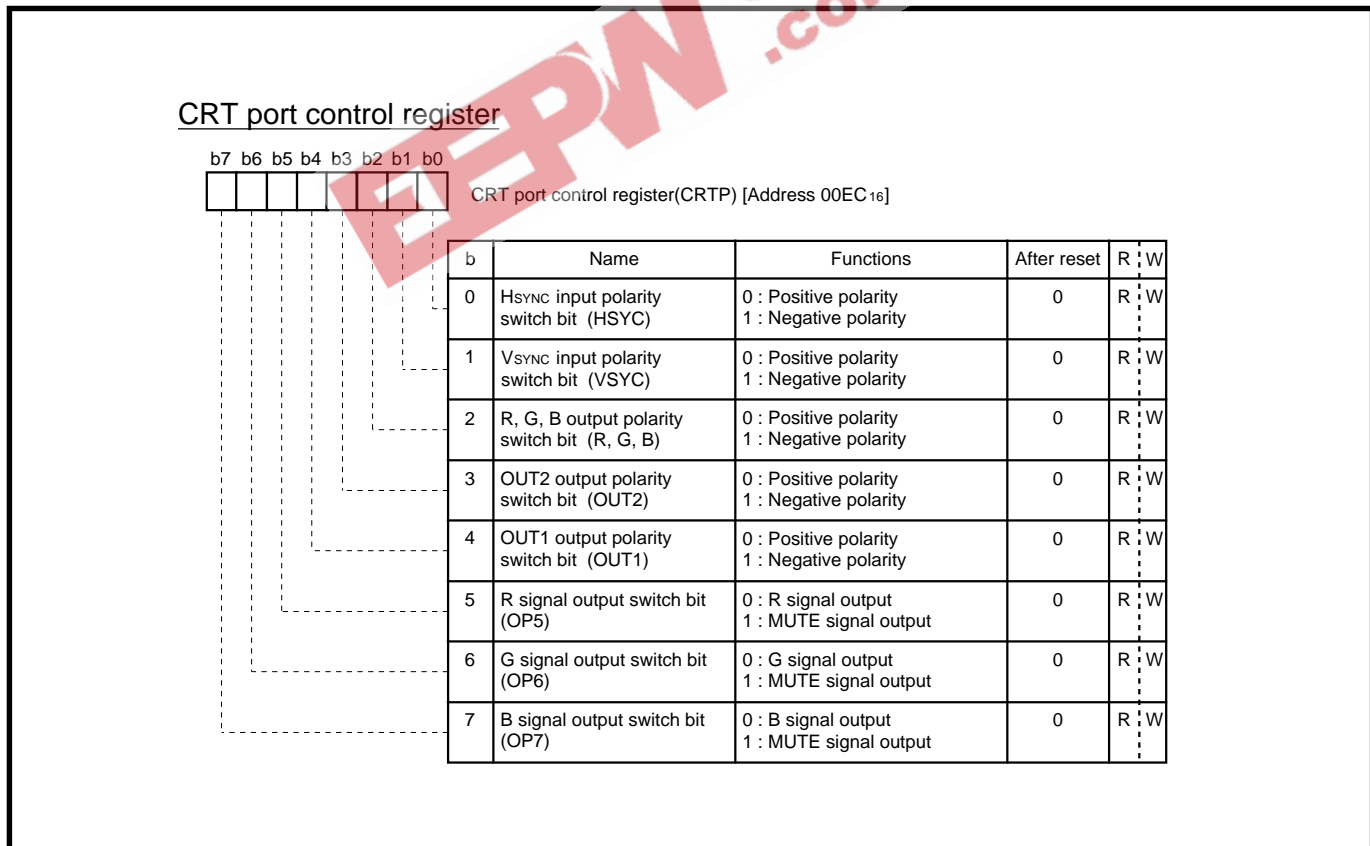 EEPW .com
CRT port control register
b7 b6 b5 b4 b3 b2 b1 b0
CRT port control register(CRTP) [Address 00EC16]
b Name Functions After reset R W
0 HSYNC input polarity switch bit (HSYC) 0 : Positive polarity 1 : Negative polarity 0 R W
1 VSYNC input polarity switch bit (VSYC) 0 : Positive polarity 1 : Negative polarity 0 R W
2 R, G, B output polarity switch bit (R, G, B) 0 : Positive polarity 1 : Negative polarity 0 R W
3 OUT2 output polarity switch bit (OUT2) 0 : Positive polarity 1 : Negative polarity 0 R W
4 OUT1 output polarity switch bit (OUT1) 0 : Positive polarity 1 : Negative polarity 0 R W
5 R signal output switch bit (OP5) 0 : R signal output 1 : MUTE signal output 0 R W
6 G signal output switch bit (OP6) 0 : G signal output 1 : MUTE signal output 0 R W
7 B signal output switch bit (OP7) 0 : B signal output 1 : MUTE signal output 0 R W